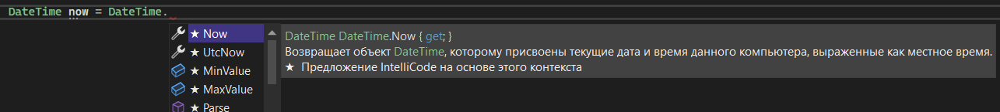 DateTime now = DateTime.
★ Now
★ UtcNow
★ MinValue
★ MaxValue
★ Parse
DateTime DateTime.Now { get; }
Возвращает объект DateTime, которому присвоены текущие дата и время данного компьютера, выраженные как местное время.
★ Предложение IntelliCode на основе этого контекста